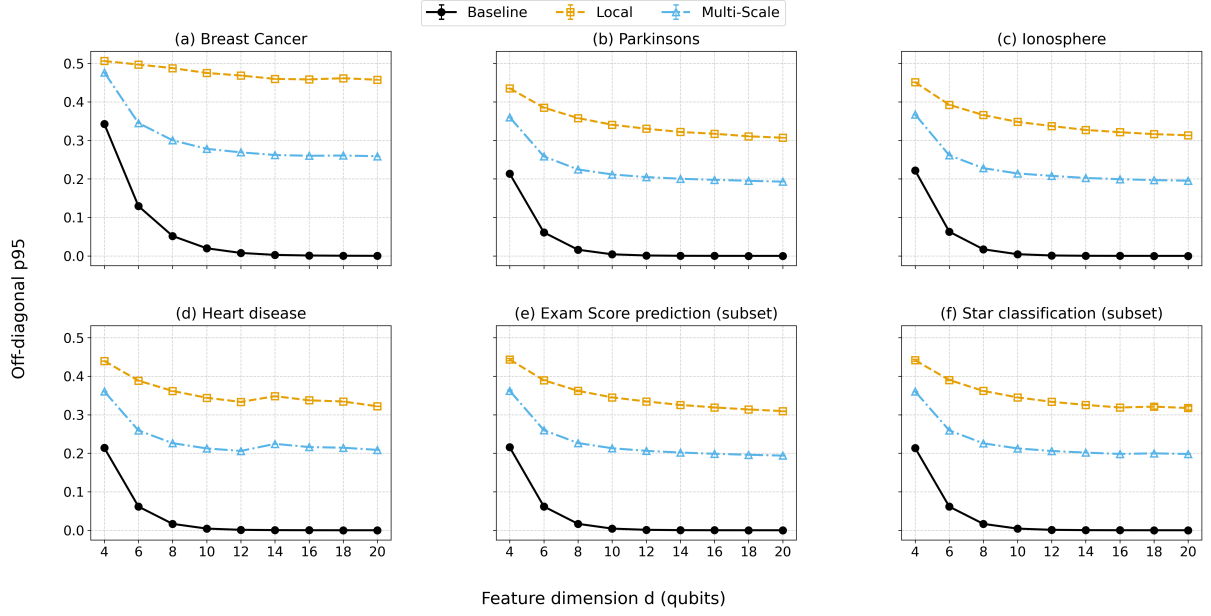 Baseline Local Multi-Scale
(a) Breast Cancer
(b) Parkinsons
(c) Ionosphere
0.5
0.4
0.3
0.2
0.1
0.0
(d) Heart disease
(e) Exam Score prediction (subset)
(f) Star classification (subset)
0.5
0.4
0.3
0.2
0.1
0.0
4 6 8 10 12 14 16 18 20
4 6 8 10 12 14 16 18 20
4 6 8 10 12 14 16 18 20
Off-diagonal p95
Feature dimension d (qubits)